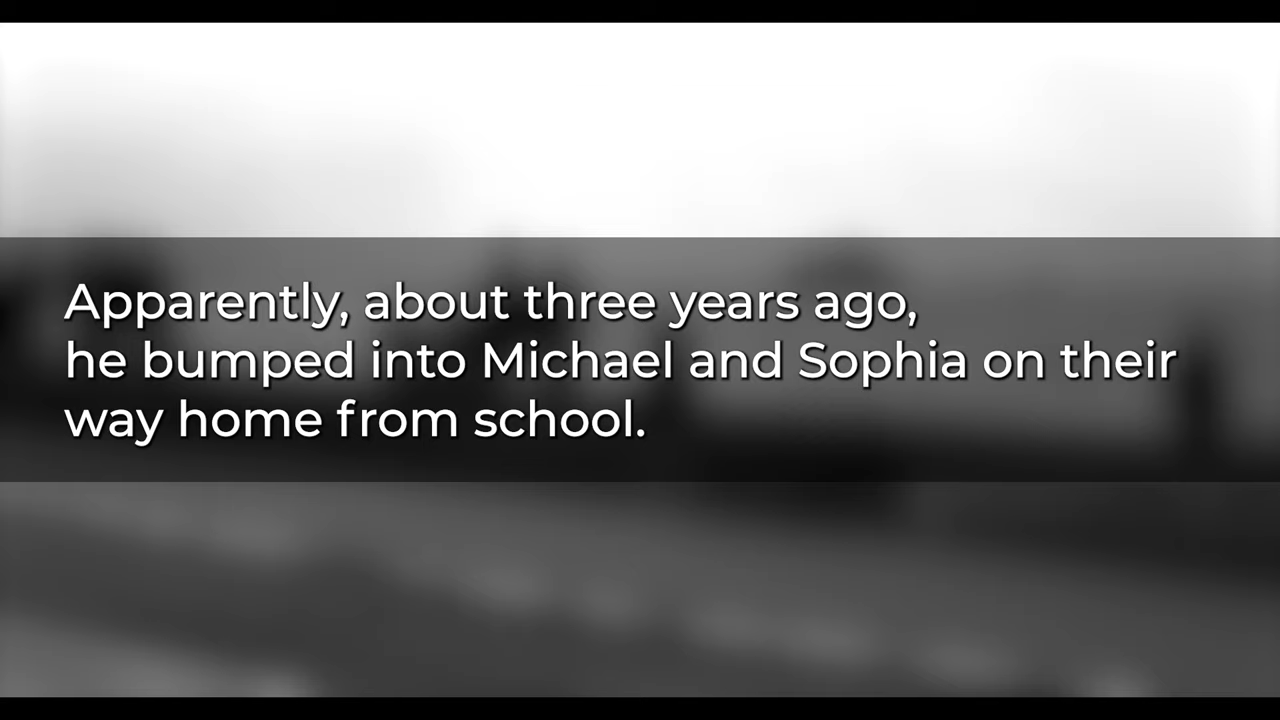 Apparently, about three years ago,
he bumped into Michael and Sophia on their
way home from school.